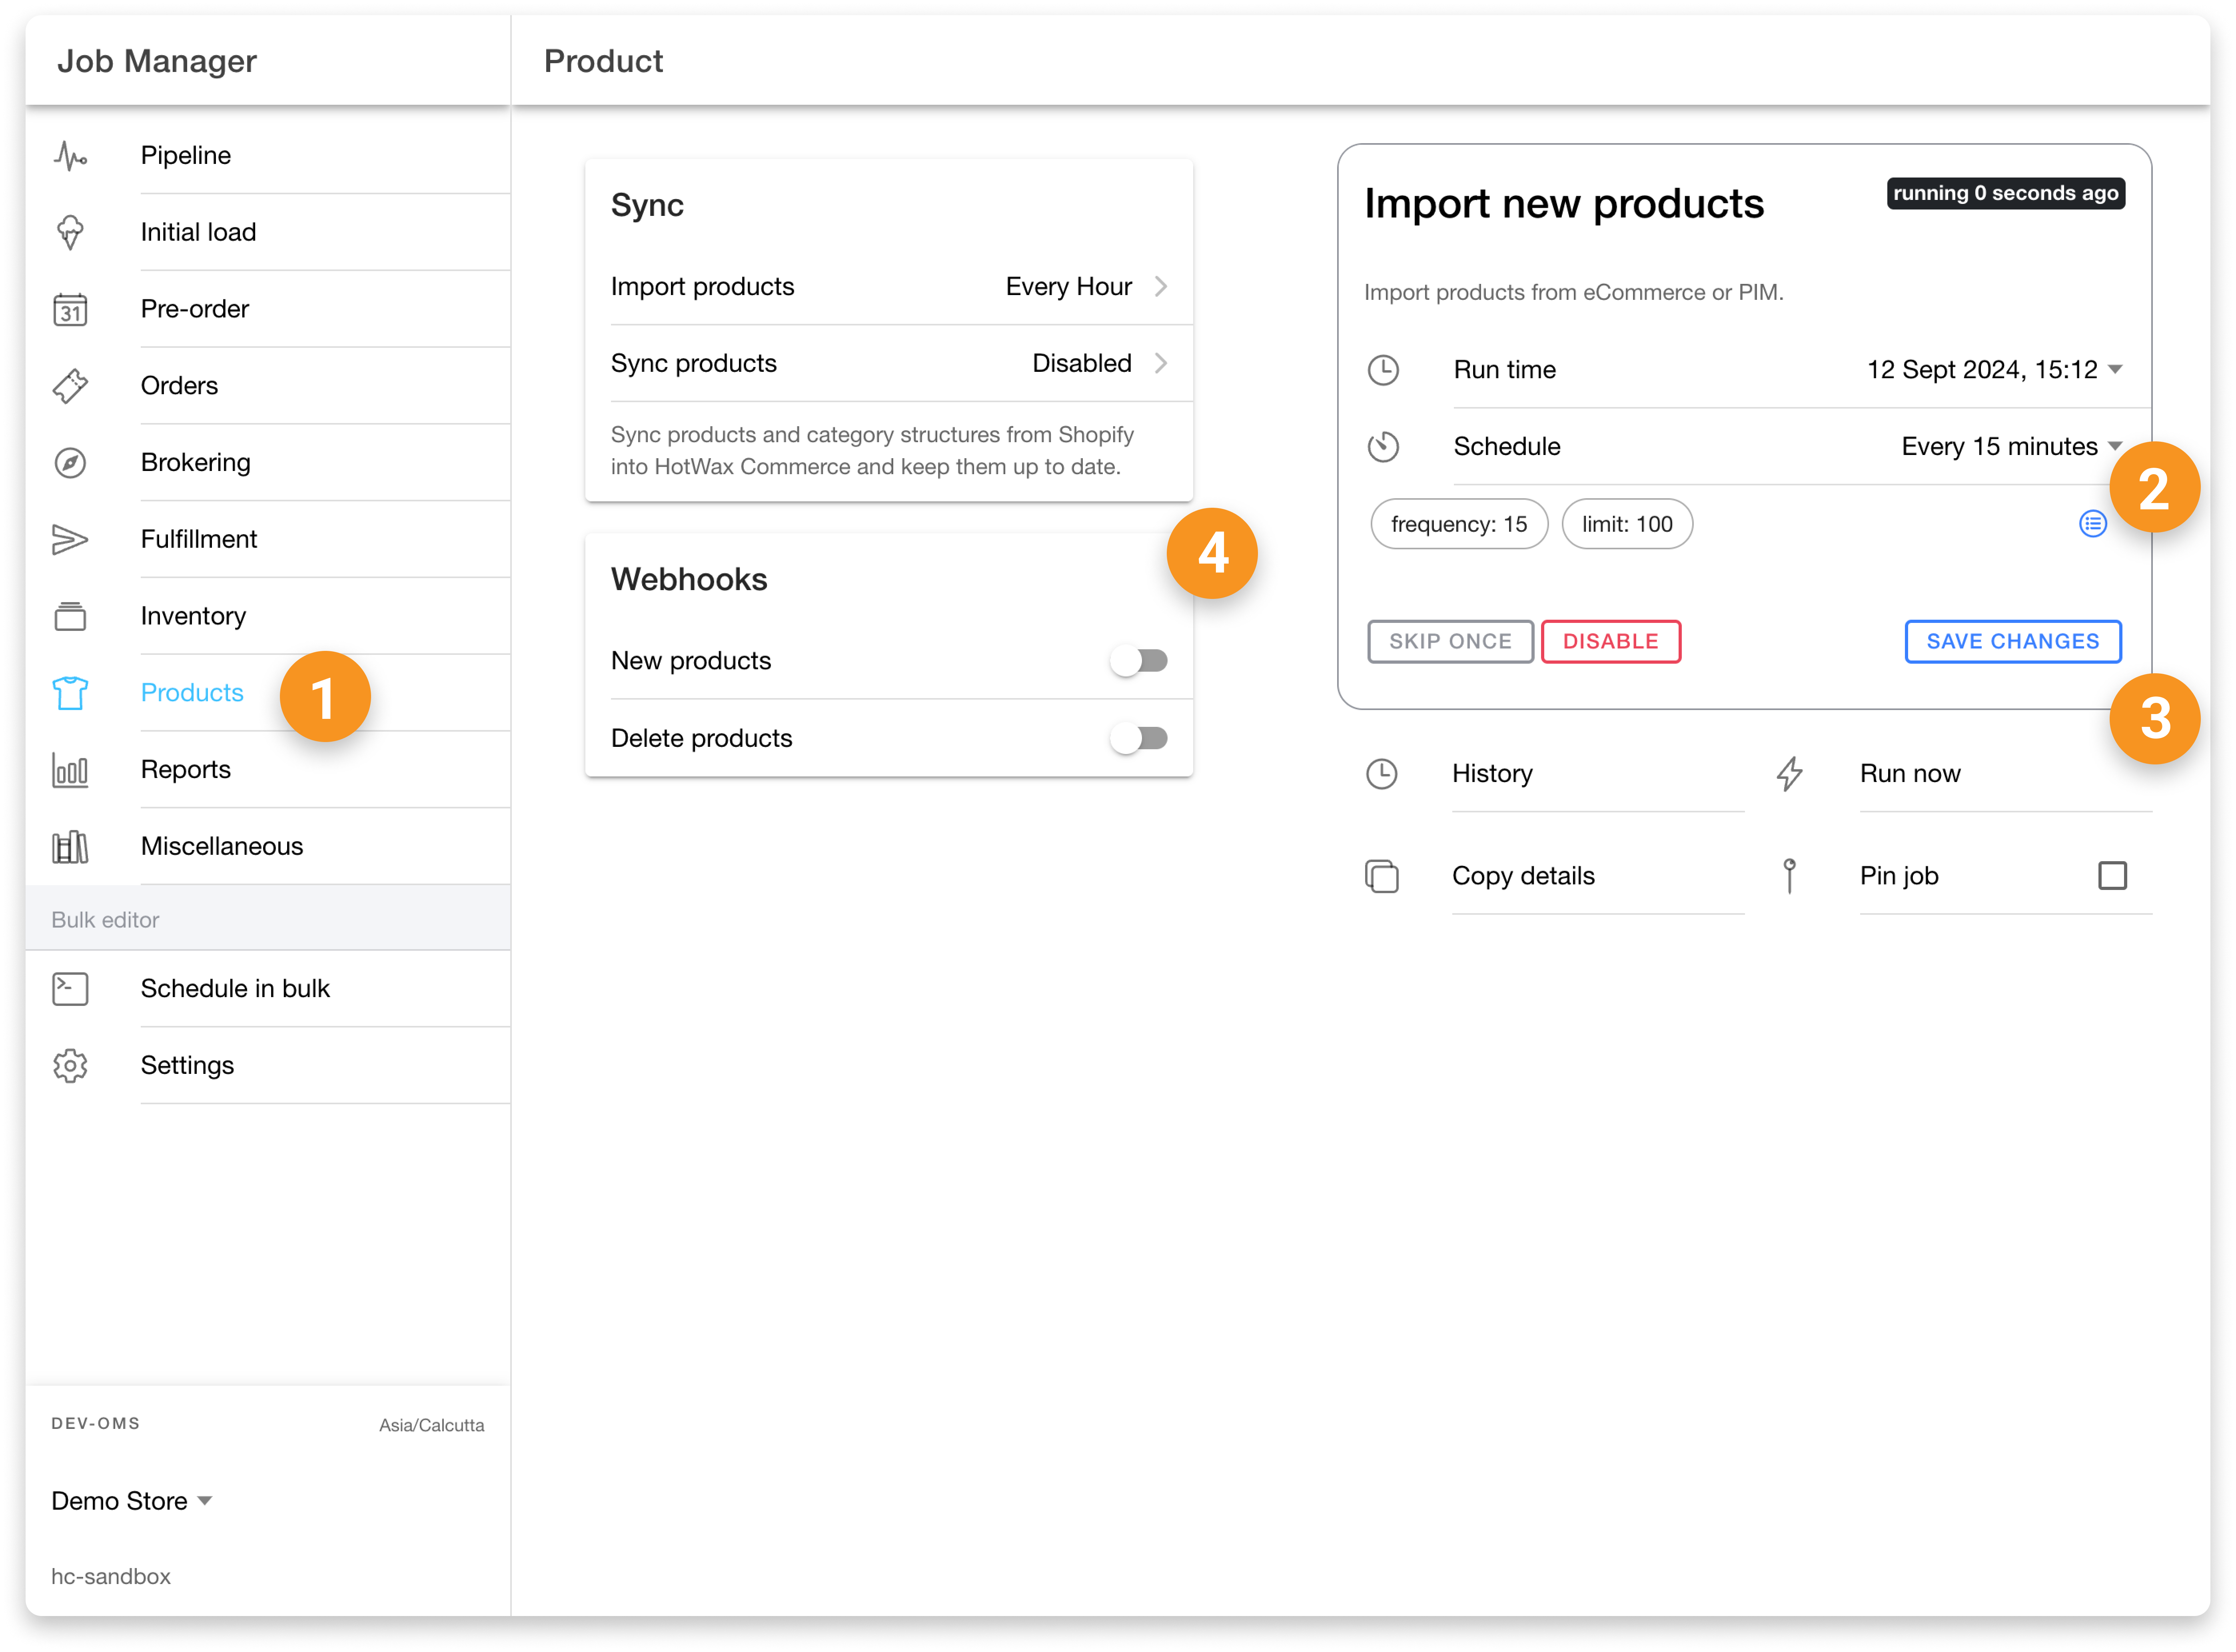 Job Manager
Pipeline
Initial load
31
Pre-order
Orders
Brokering
Fulfillment
Inventory
Products
1
Reports
Miscellaneous
Bulk editor
Schedule in bulk
Settings
DEV-OMS
Asia/Calcutta
Demo Store
hc-sandbox
Product
Sync
Import products Every Hour
Sync products Disabled
Sync products and category structures from Shopify
into HotWax Commerce and keep them up to date.
4
Webhooks
New products
Delete products
Import new products
running 0 seconds ago
Import products from eCommerce or PIM.
Run time 12 Sept 2024, 15:12
Schedule Every 15 minutes
2
frequency: 15 limit: 100
SKIP ONCE DISABLE SAVE CHANGES
3
History Run now
Copy details Pin job